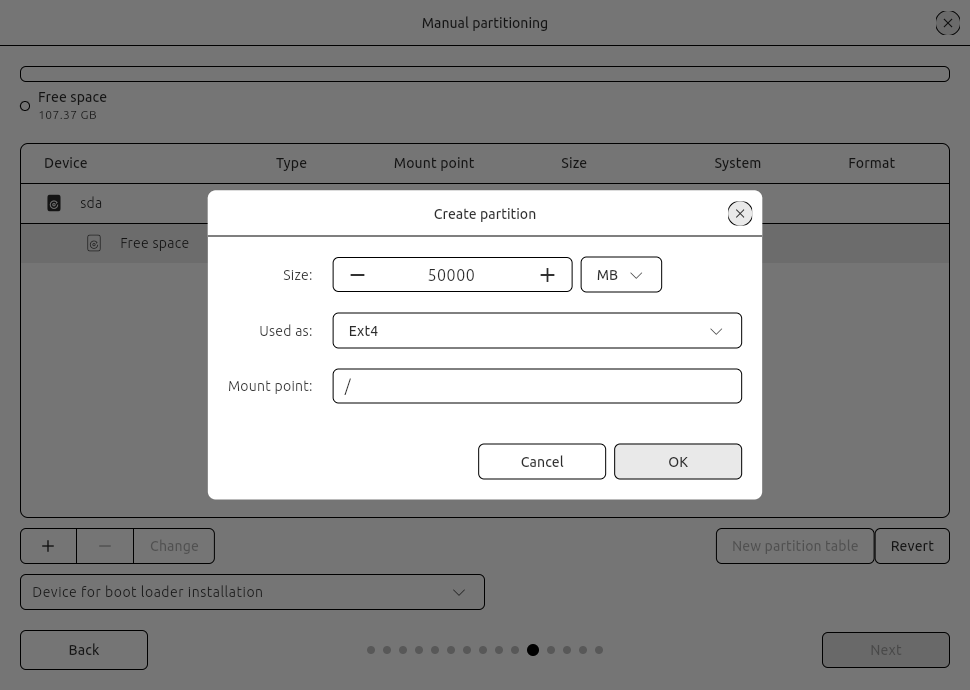 Manual partitioning
Free space
107.37 GB
Device Type Mount point Size System Format
sda
Free space
Create partition
Size: 50000 MB
Used as: Ext4
Mount point: /
Cancel OK
Change New partition table Revert
Device for boot loader installation
Back Next